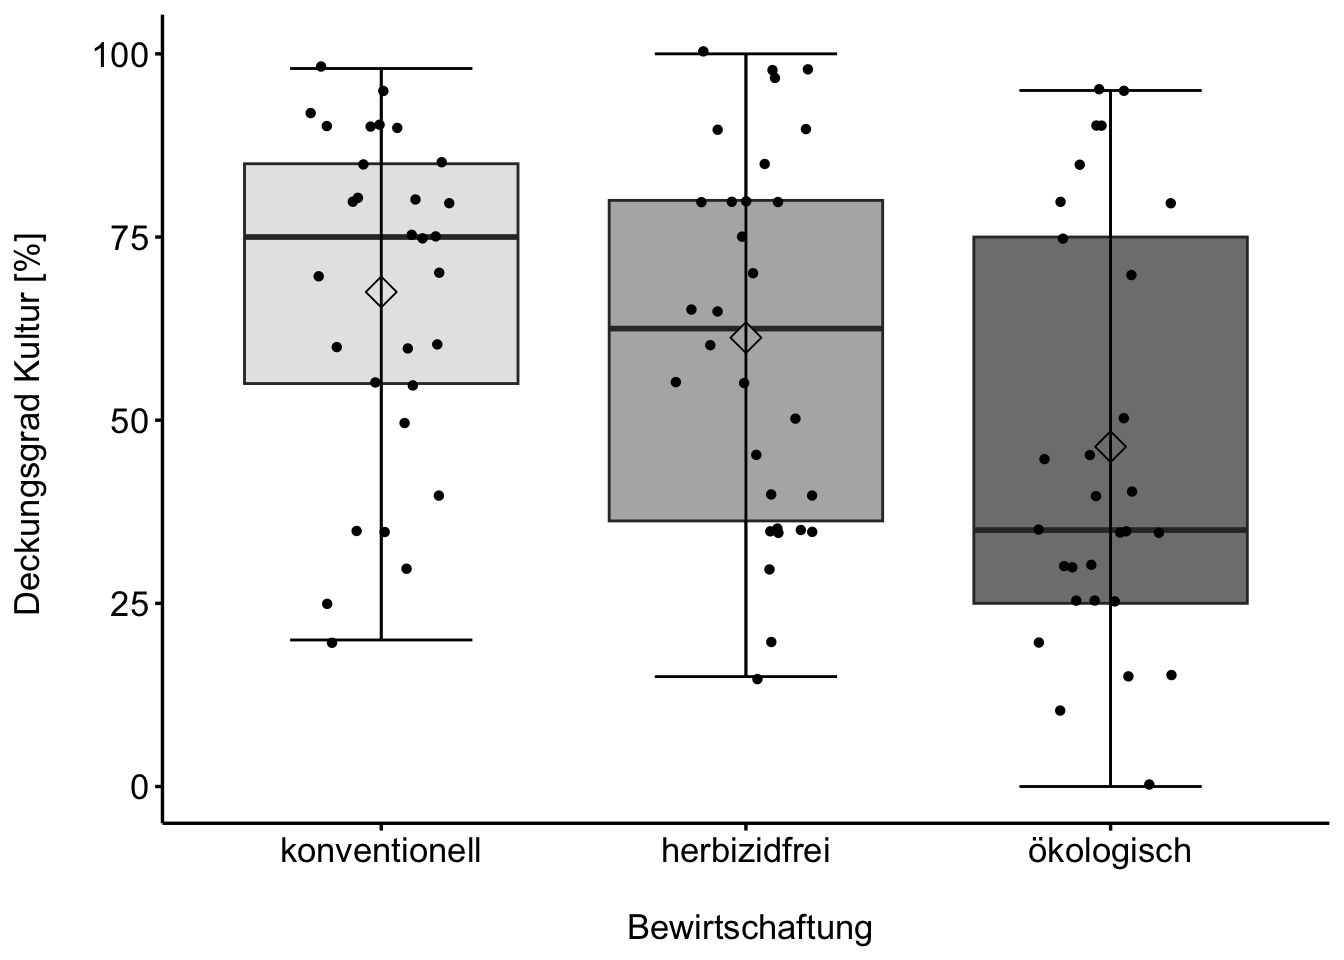 Deckungsgrad Kultur [%]
100
75
50
25
0
konventionell
herbizidfrei
ökologisch
Bewirtschaftung